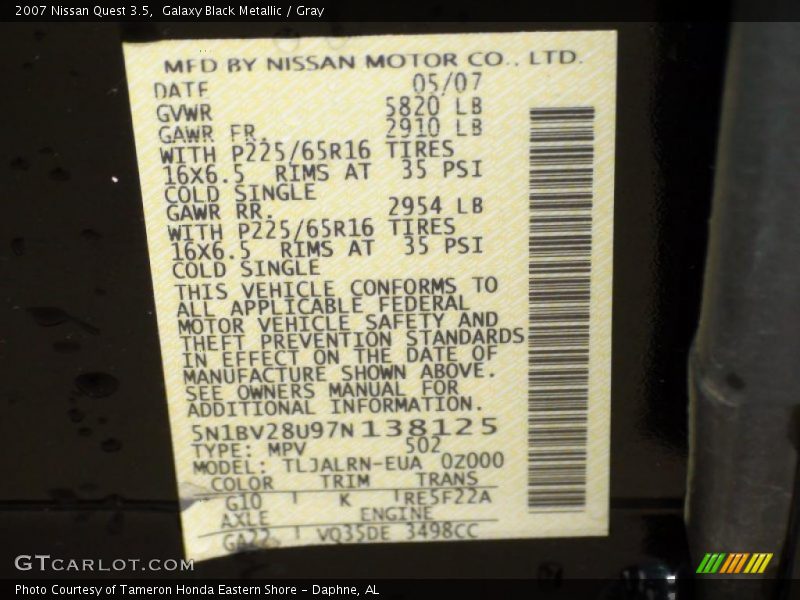 2007 Nissan Quest 3.5,  Galaxy Black Metallic / Gray
MFD BY NISSAN MOTOR CO., LTD.
DATE 05/07
GVWR 5820 LB
GAWR FR. 2910 LB
WITH P225/65R16 TIRES
16X6.5 RIMS AT 35 PSI
COLD SINGLE
GAWR RR. 2954 LB
WITH P225/65R16 TIRES
16X6.5 RIMS AT 35 PSI
COLD SINGLE
THIS VEHICLE CONFORMS TO
ALL APPLICABLE FEDERAL
MOTOR VEHICLE SAFETY AND
THEFT PREVENTION STANDARDS
IN EFFECT ON THE DATE OF
MANUFACTURE SHOWN ABOVE.
SEE OWNERS MANUAL FOR
ADDITIONAL INFORMATION.
5N1BV28U97N138125
TYPE: MPV 502
MODEL: TLJALRN-EUA 0Z000
COLOR TRIM TRANS
G10 K RE5F22A
AXLE ENGINE
GA22 VQ35DE 3498CC
GTCARLOT.COM
Photo Courtesy of Tameron Honda Eastern Shore - Daphne, AL